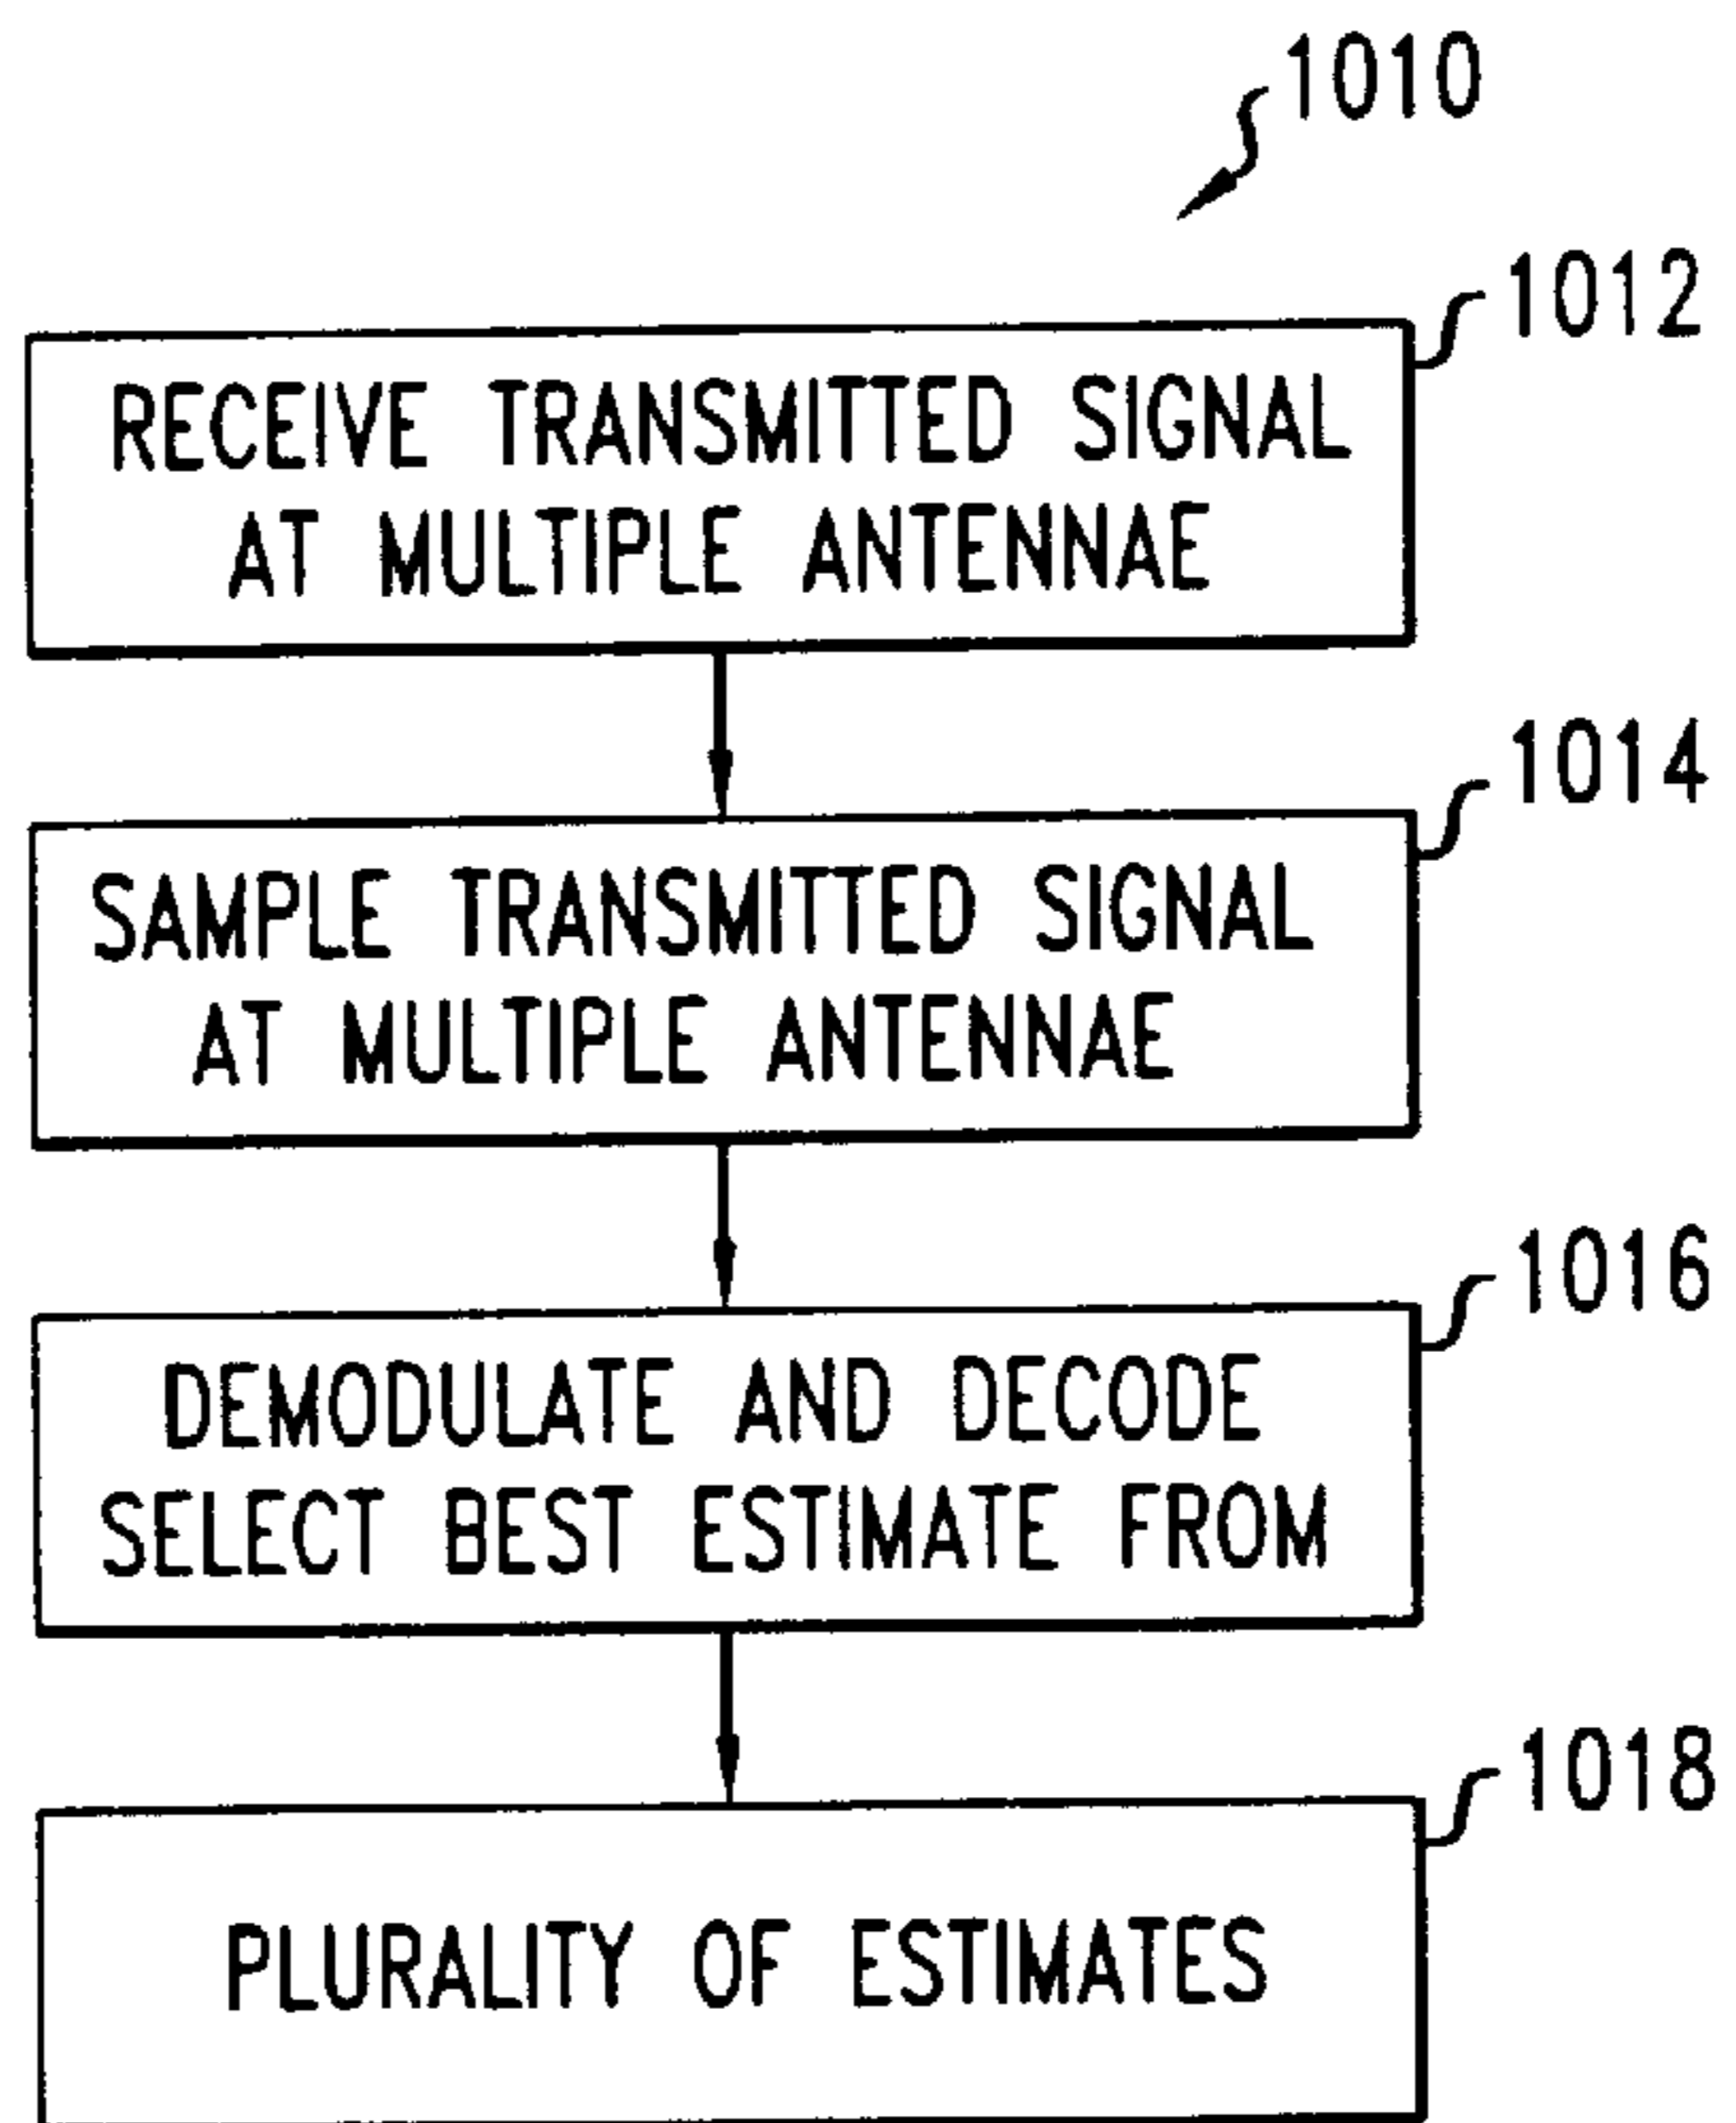 1010
1012
RECEIVE TRANSMITTED SIGNAL
AT MULTIPLE ANTENNAE
1014
SAMPLE TRANSMITTED SIGNAL
AT MULTIPLE ANTENNAE
1016
DEMODULATE AND DECODE
SELECT BEST ESTIMATE FROM
1018
PLURALITY OF ESTIMATES